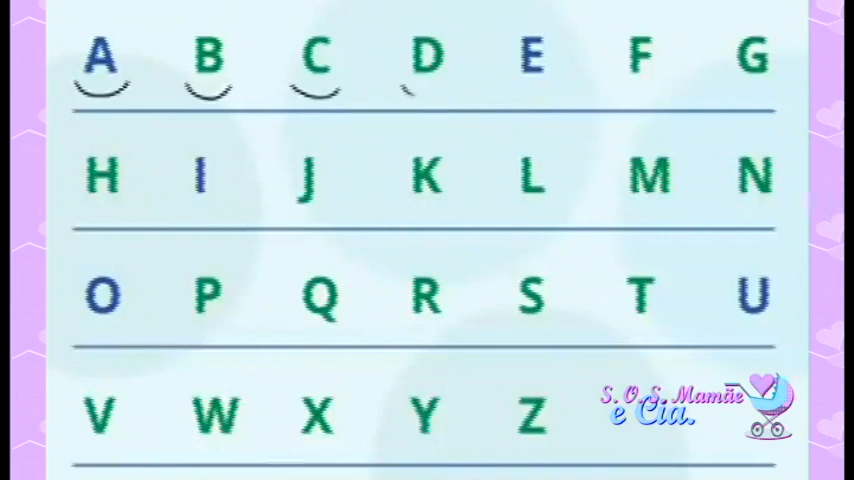 A B C D E F G
H I J K L M N
O P Q R S T U
V W X Y Z
S.O.S. Mamãe
e Cia.